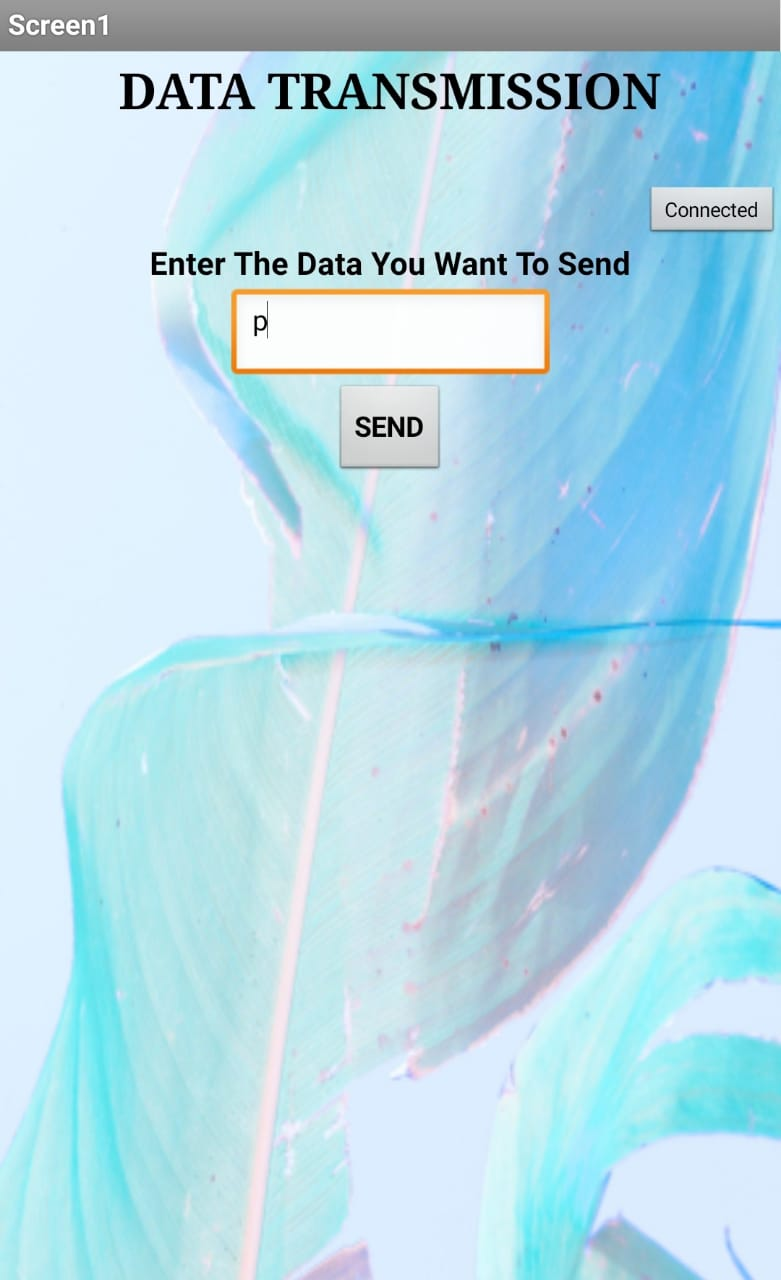 Screen1
DATA TRANSMISSION
Connected
Enter The Data You Want To Send
p
SEND